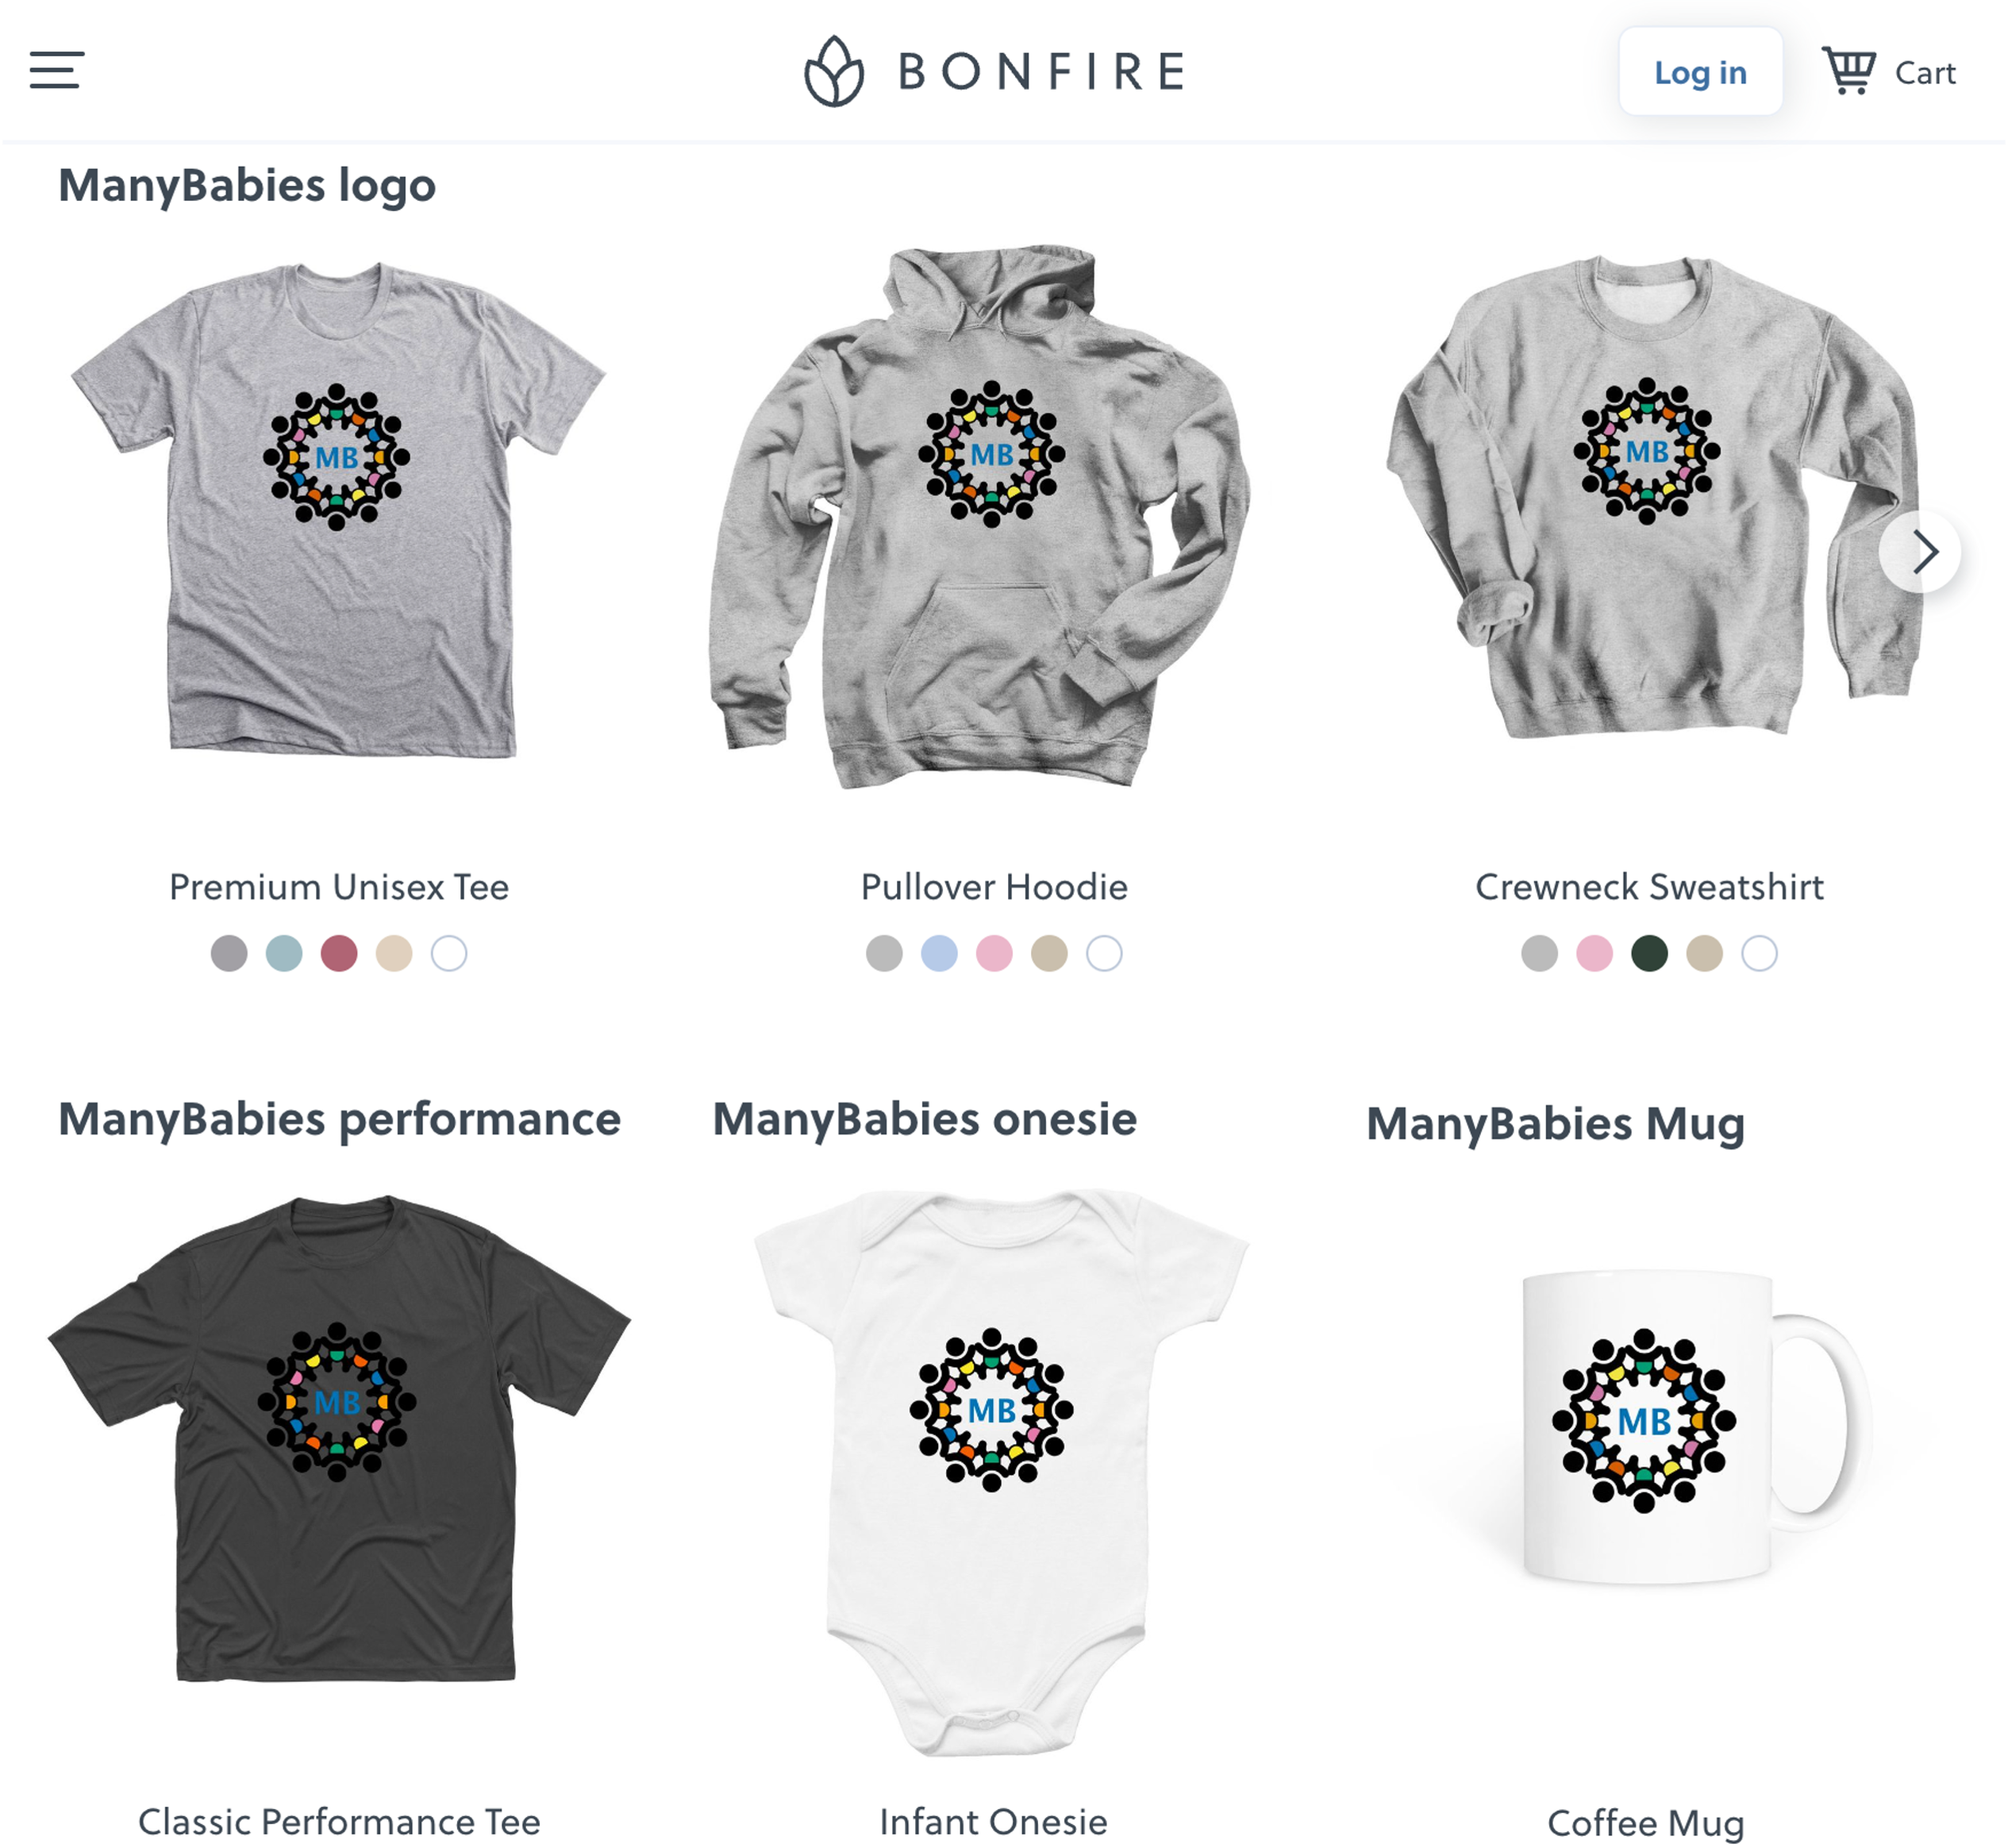 BONFIRE
Log in
Cart
ManyBabies logo
MB
MB
MB
Premium Unisex Tee
Pullover Hoodie
Crewneck Sweatshirt
ManyBabies performance
ManyBabies onesie
ManyBabies Mug
MB
MB
MB
Classic Performance Tee
Infant Onesie
Coffee Mug